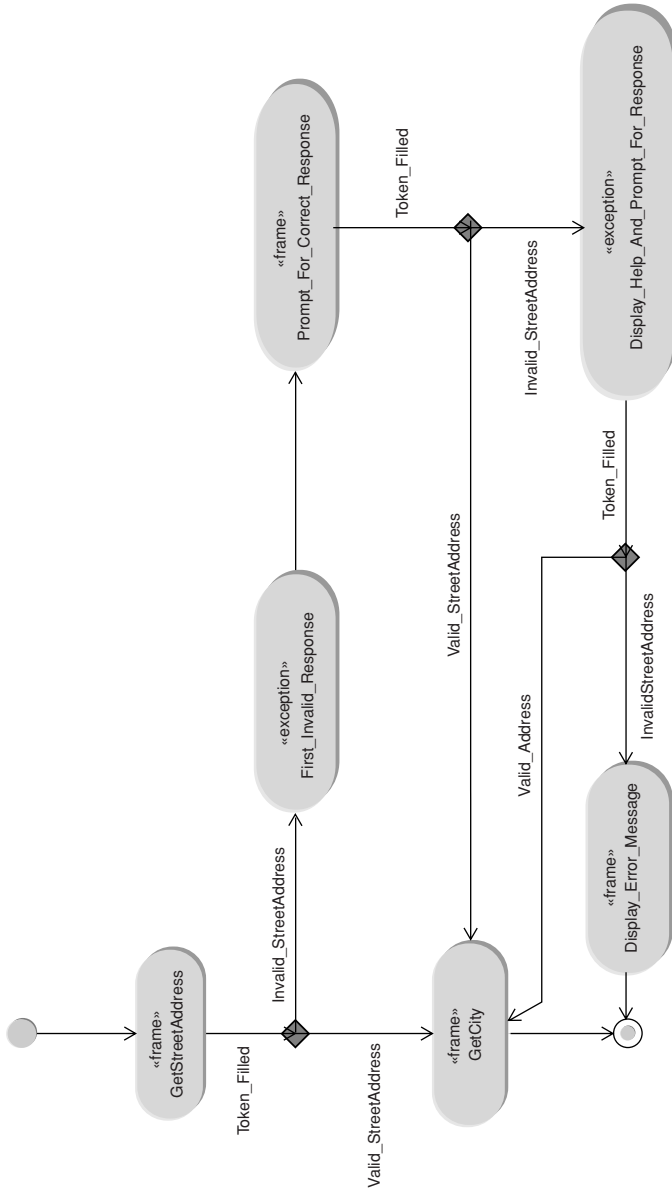 «frame»
GetStreetAddress
Token_Filled
Invalid_StreetAddress
Valid_StreetAddress
«exception»
First_Invalid_Response
«frame»
Prompt_For_Correct_Response
Token_Filled
Valid_StreetAddress
Invalid_StreetAddress
«exception»
Display_Help_And_Prompt_For_Response
Token_Filled
Valid_Address
InvalidStreetAddress
«frame»
GetCity
«frame»
Display_Error_Message